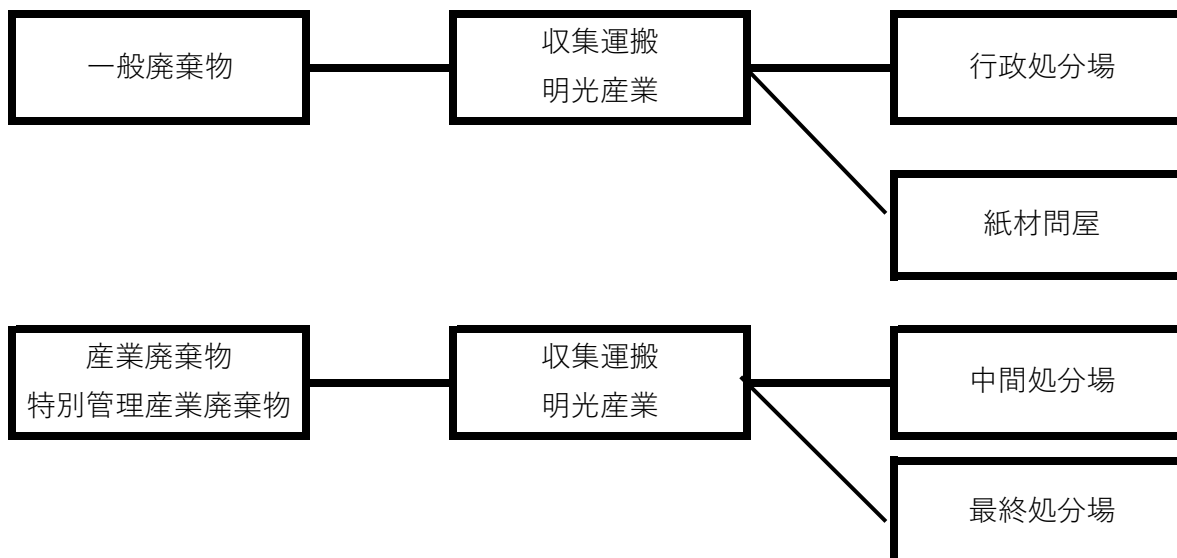 一般廃棄物
収集運搬
明光産業
行政処分場
紙材問屋
産業廃棄物
特別管理産業廃棄物
収集運搬
明光産業
中間処分場
最終処分場